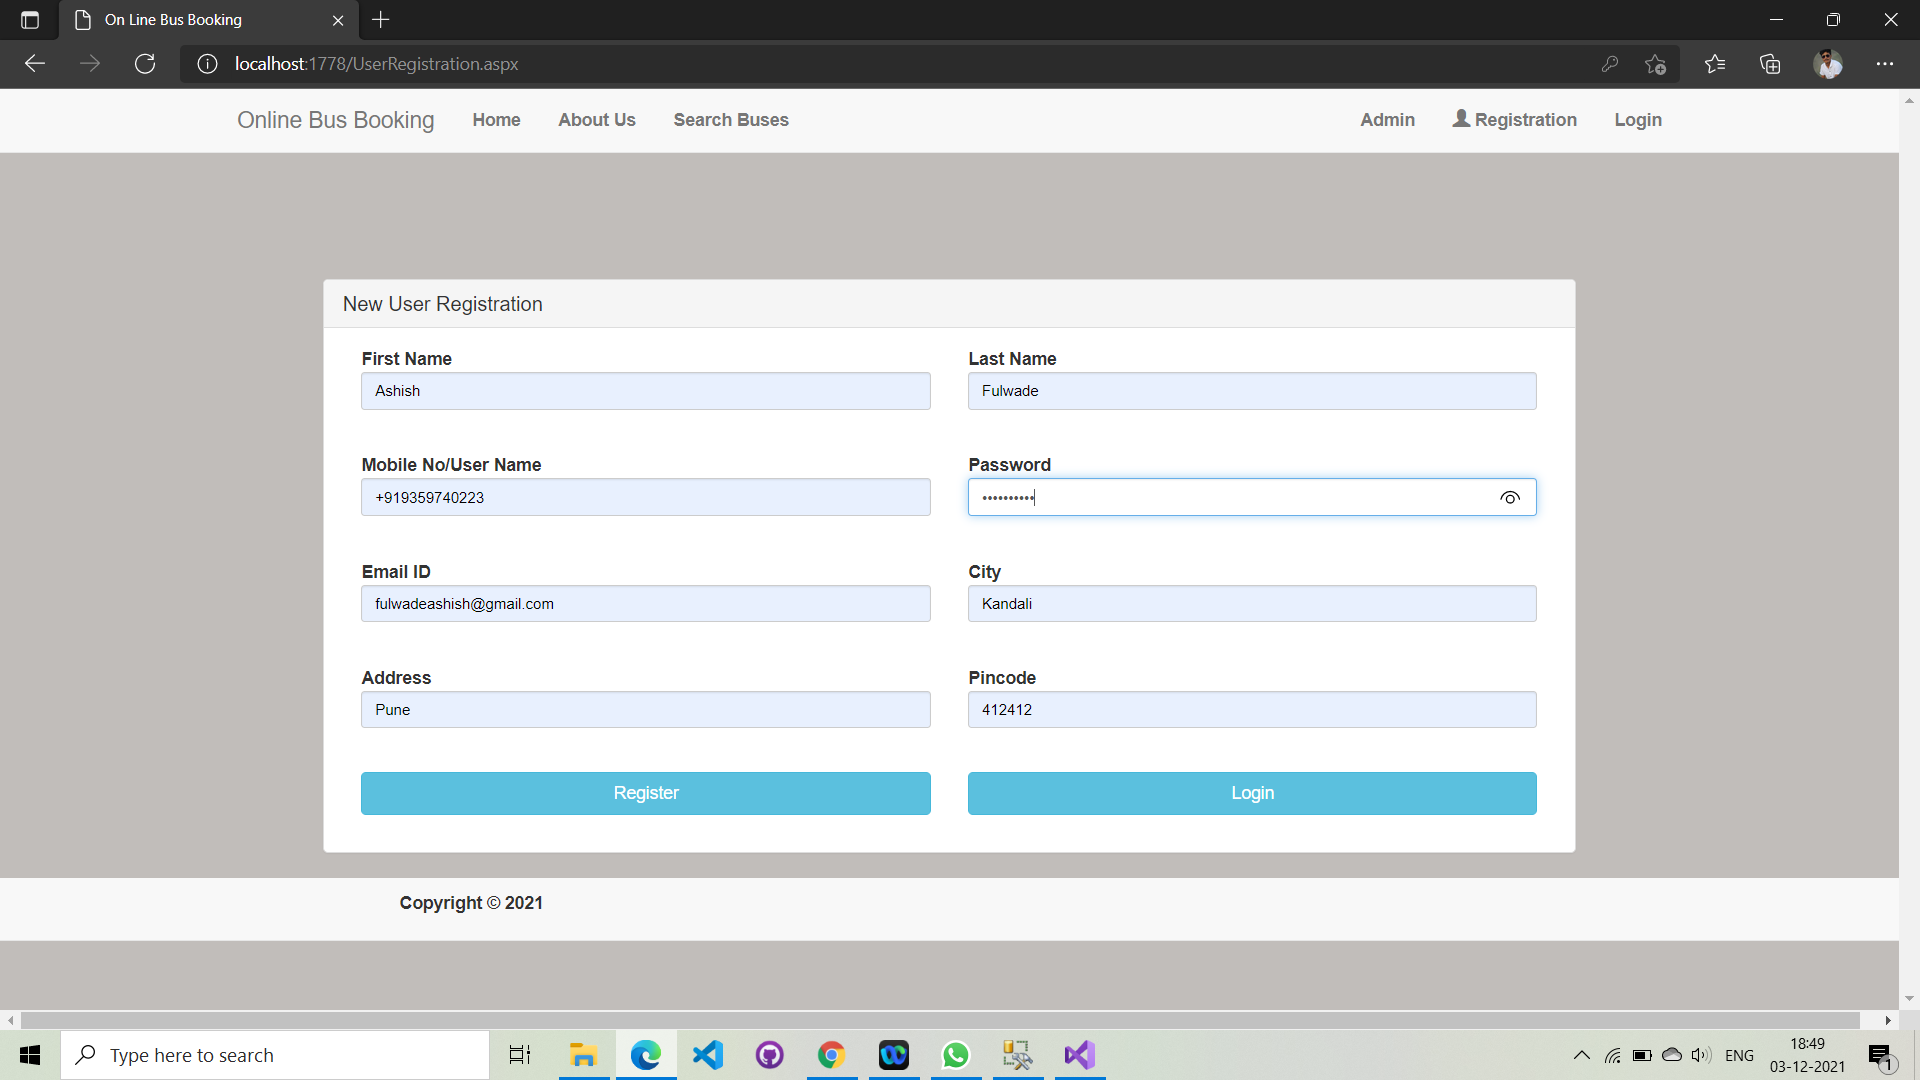 On Line Bus Booking
localhost:1778/UserRegistration.aspx
Online Bus Booking Home About Us Search Buses Admin Registration Login
New User Registration
First Name Last Name
Ashish Fulwade
Mobile No/User Name Password
+919359740223 ••••••••••
Email ID City
fulwadeashish@gmail.com Kandali
Address Pincode
Pune 412412
Register Login
Copyright © 2021
Type here to search ENG 18:49
03-12-2021 1